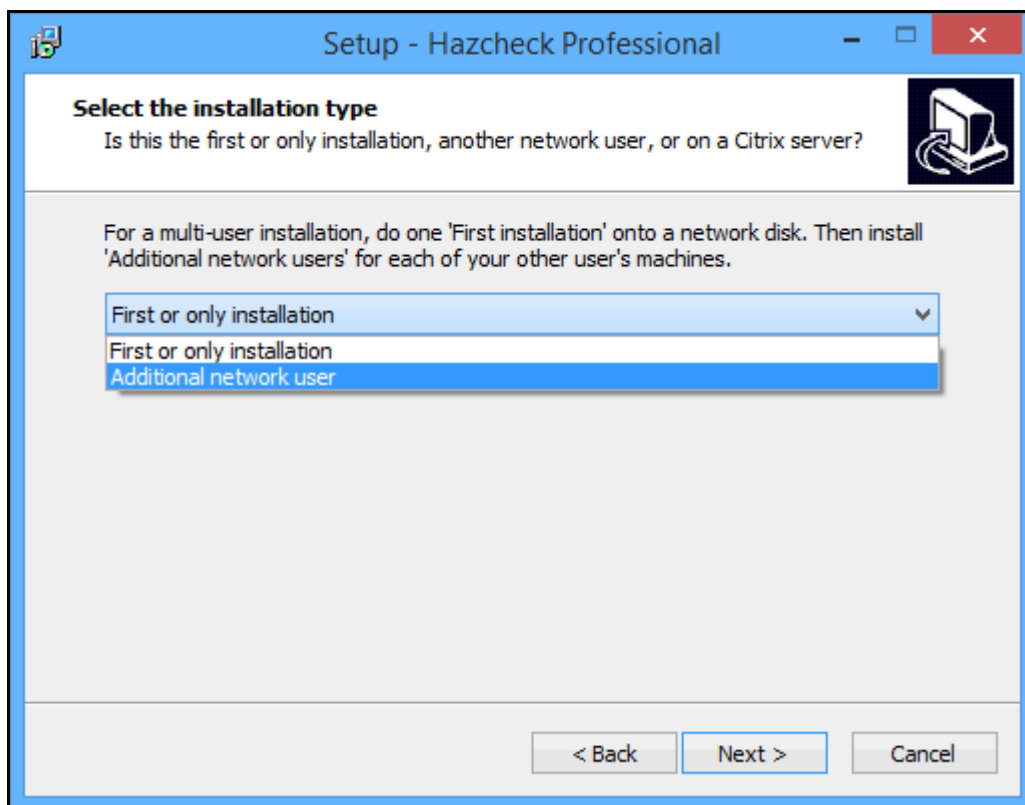 Setup - Hazcheck Professional
Select the installation type
Is this the first or only installation, another network user, or on a Citrix server?
For a multi-user installation, do one 'First installation' onto a network disk. Then install
'Additional network users' for each of your other user's machines.
First or only installation
First or only installation
Additional network user
< Back
Next >
Cancel